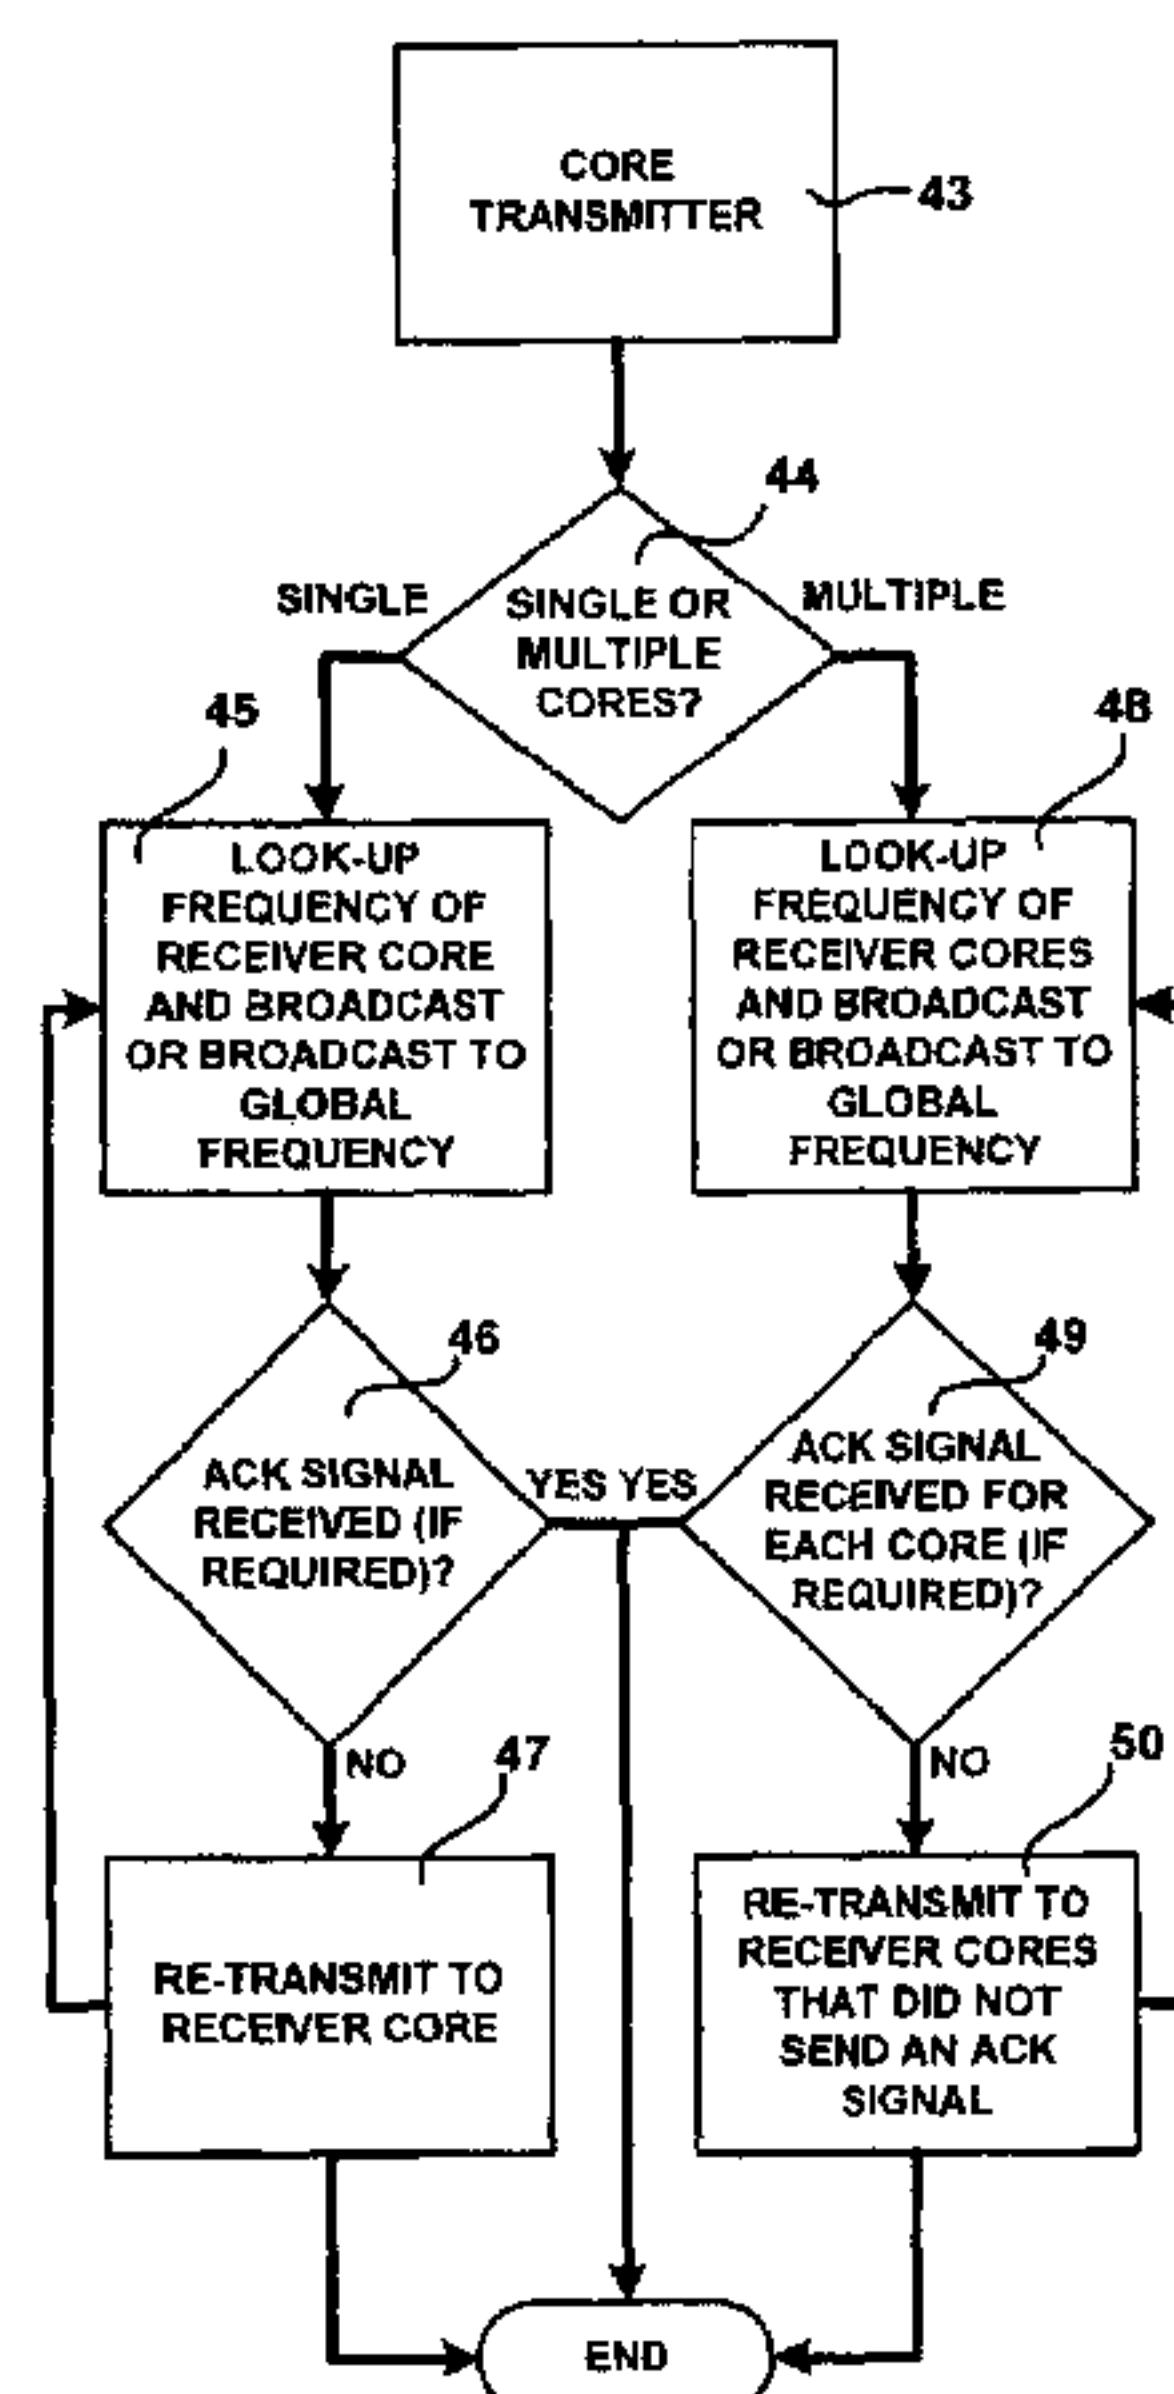 CORE
TRANSMITTER
43
44
SINGLE
SINGLE OR
MULTIPLE
CORES?
MULTIPLE
45
LOOK-UP
FREQUENCY OF
RECEIVER CORE
AND BROADCAST
OR BROADCAST TO
GLOBAL
FREQUENCY
48
LOOK-UP
FREQUENCY OF
RECEIVER CORES
AND BROADCAST
OR BROADCAST TO
GLOBAL
FREQUENCY
46
ACK SIGNAL
RECEIVED (IF
REQUIRED)?
YES YES
49
ACK SIGNAL
RECEIVED FOR
EACH CORE (IF
REQUIRED)?
NO
47
RE-TRANSMIT TO
RECEIVER CORE
NO
50
RE-TRANSMIT TO
RECEIVER CORES
THAT DID NOT
SEND AN ACK
SIGNAL
END